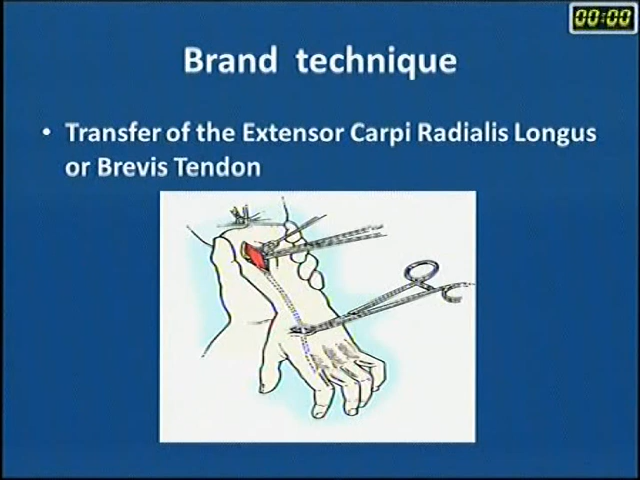 00:00
Brand technique
• Transfer of the Extensor Carpi Radialis Longus
or Brevis Tendon